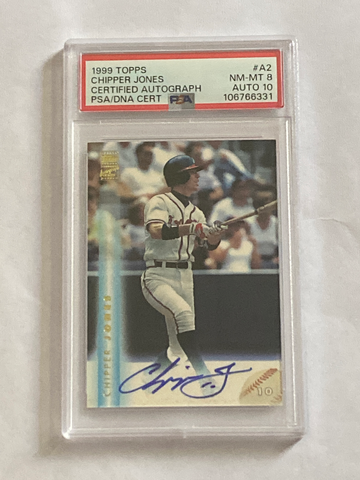 1999 TOPPS #A2
CHIPPER JONES NM-MT 8
CERTIFIED AUTOGRAPH AUTO 10
PSA/DNA CERT PSA 106766331
CHIPPER JONES
10